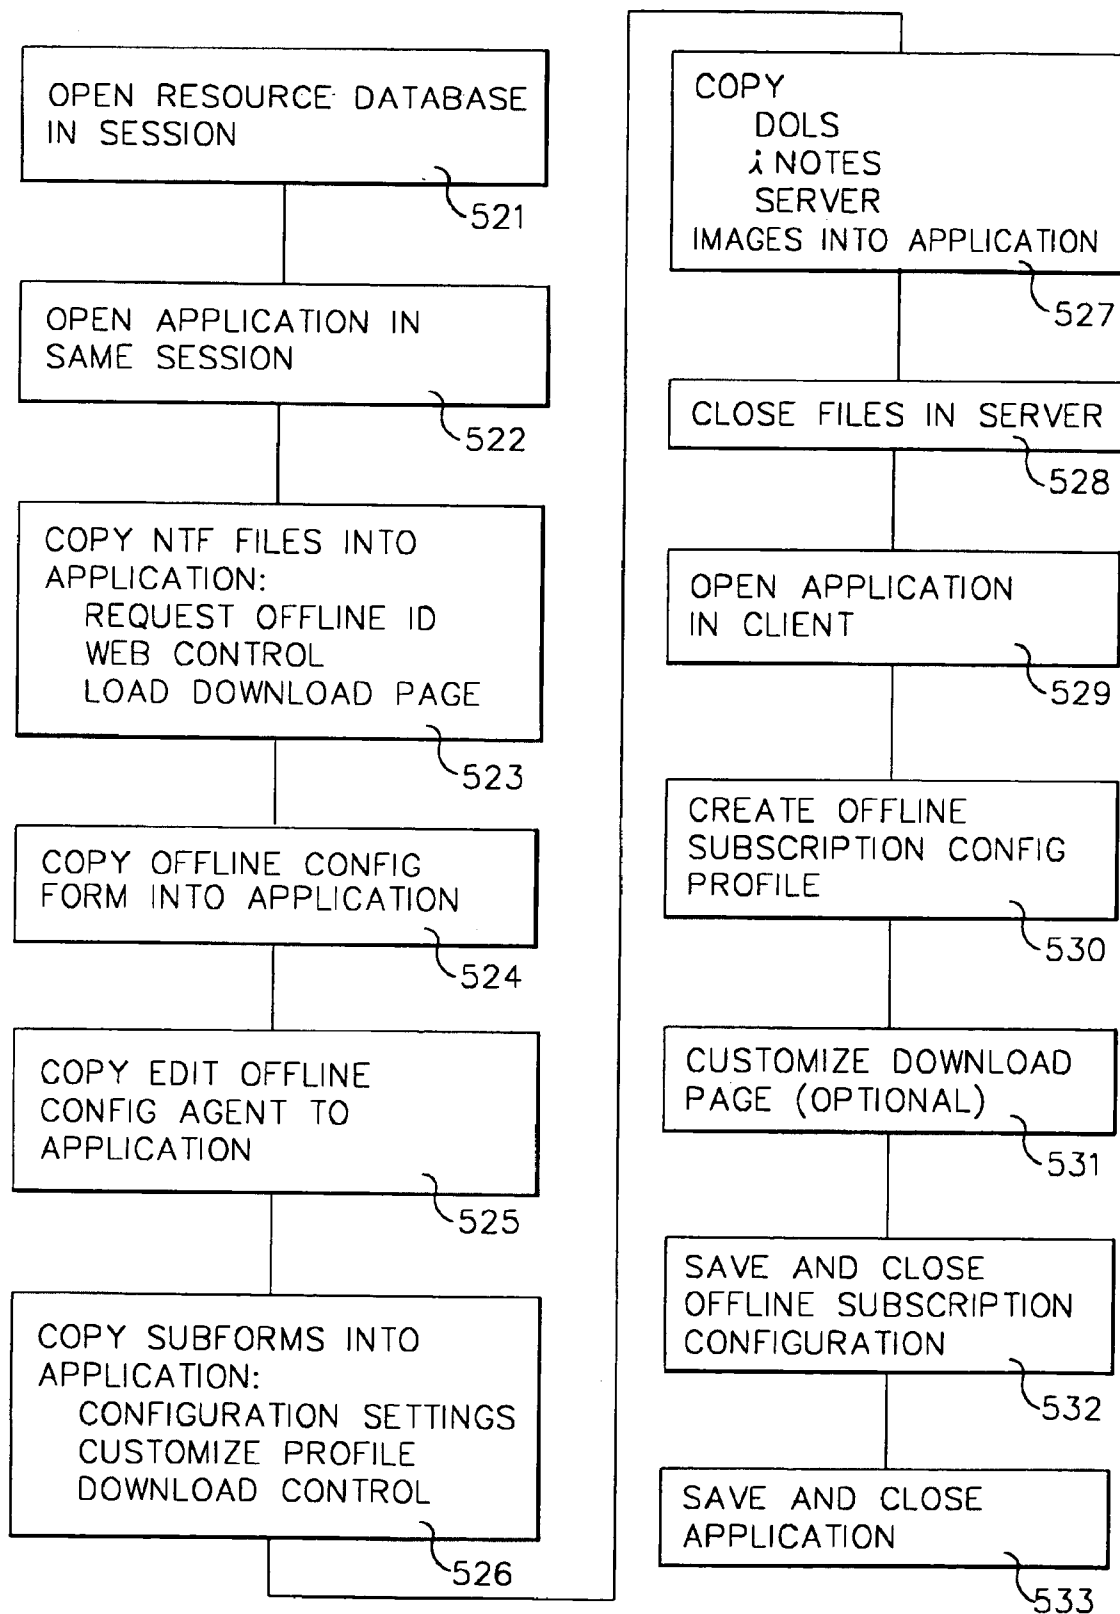 OPEN RESOURCE DATABASE
IN SESSION
521
OPEN APPLICATION IN
SAME SESSION
522
COPY NTF FILES INTO
APPLICATION:
REQUEST OFFLINE ID
WEB CONTROL
LOAD DOWNLOAD PAGE
523
COPY OFFLINE CONFIG
FORM INTO APPLICATION
524
COPY EDIT OFFLINE
CONFIG AGENT TO
APPLICATION
525
COPY SUBFORMS INTO
APPLICATION:
CONFIGURATION SETTINGS
CUSTOMIZE PROFILE
DOWNLOAD CONTROL
526
COPY
DOLS
iNOTES
SERVER
IMAGES INTO APPLICATION
527
CLOSE FILES IN SERVER
528
OPEN APPLICATION
IN CLIENT
529
CREATE OFFLINE
SUBSCRIPTION CONFIG
PROFILE
530
CUSTOMIZE DOWNLOAD
PAGE (OPTIONAL)
531
SAVE AND CLOSE
OFFLINE SUBSCRIPTION
CONFIGURATION
532
SAVE AND CLOSE
APPLICATION
533